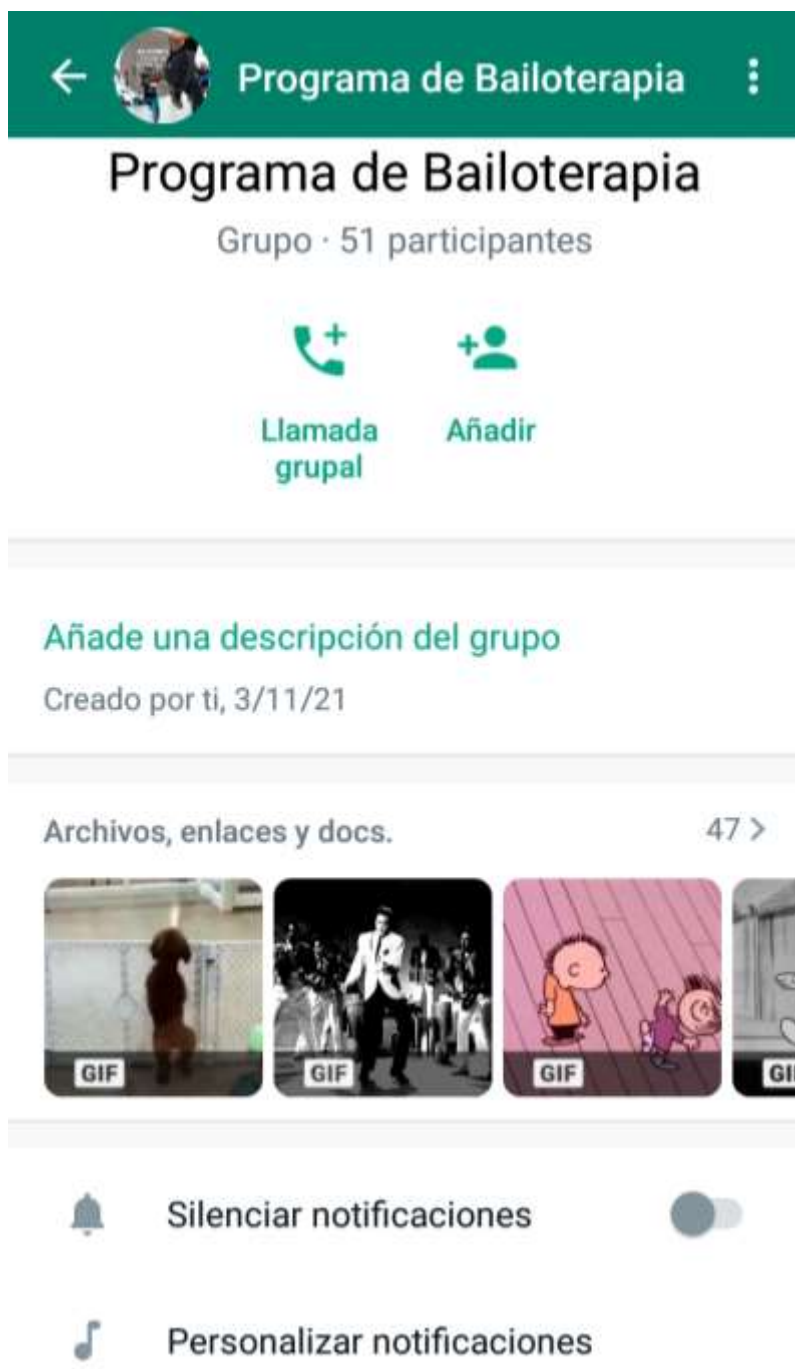 Programa de Bailoterapia
Programa de Bailoterapia
Grupo · 51 participantes
Llamada grupal
Añadir
Añade una descripción del grupo
Creado por ti, 3/11/21
Archivos, enlaces y docs.
47 >
GIF
GIF
GIF
GI
Silenciar notificaciones
Personalizar notificaciones